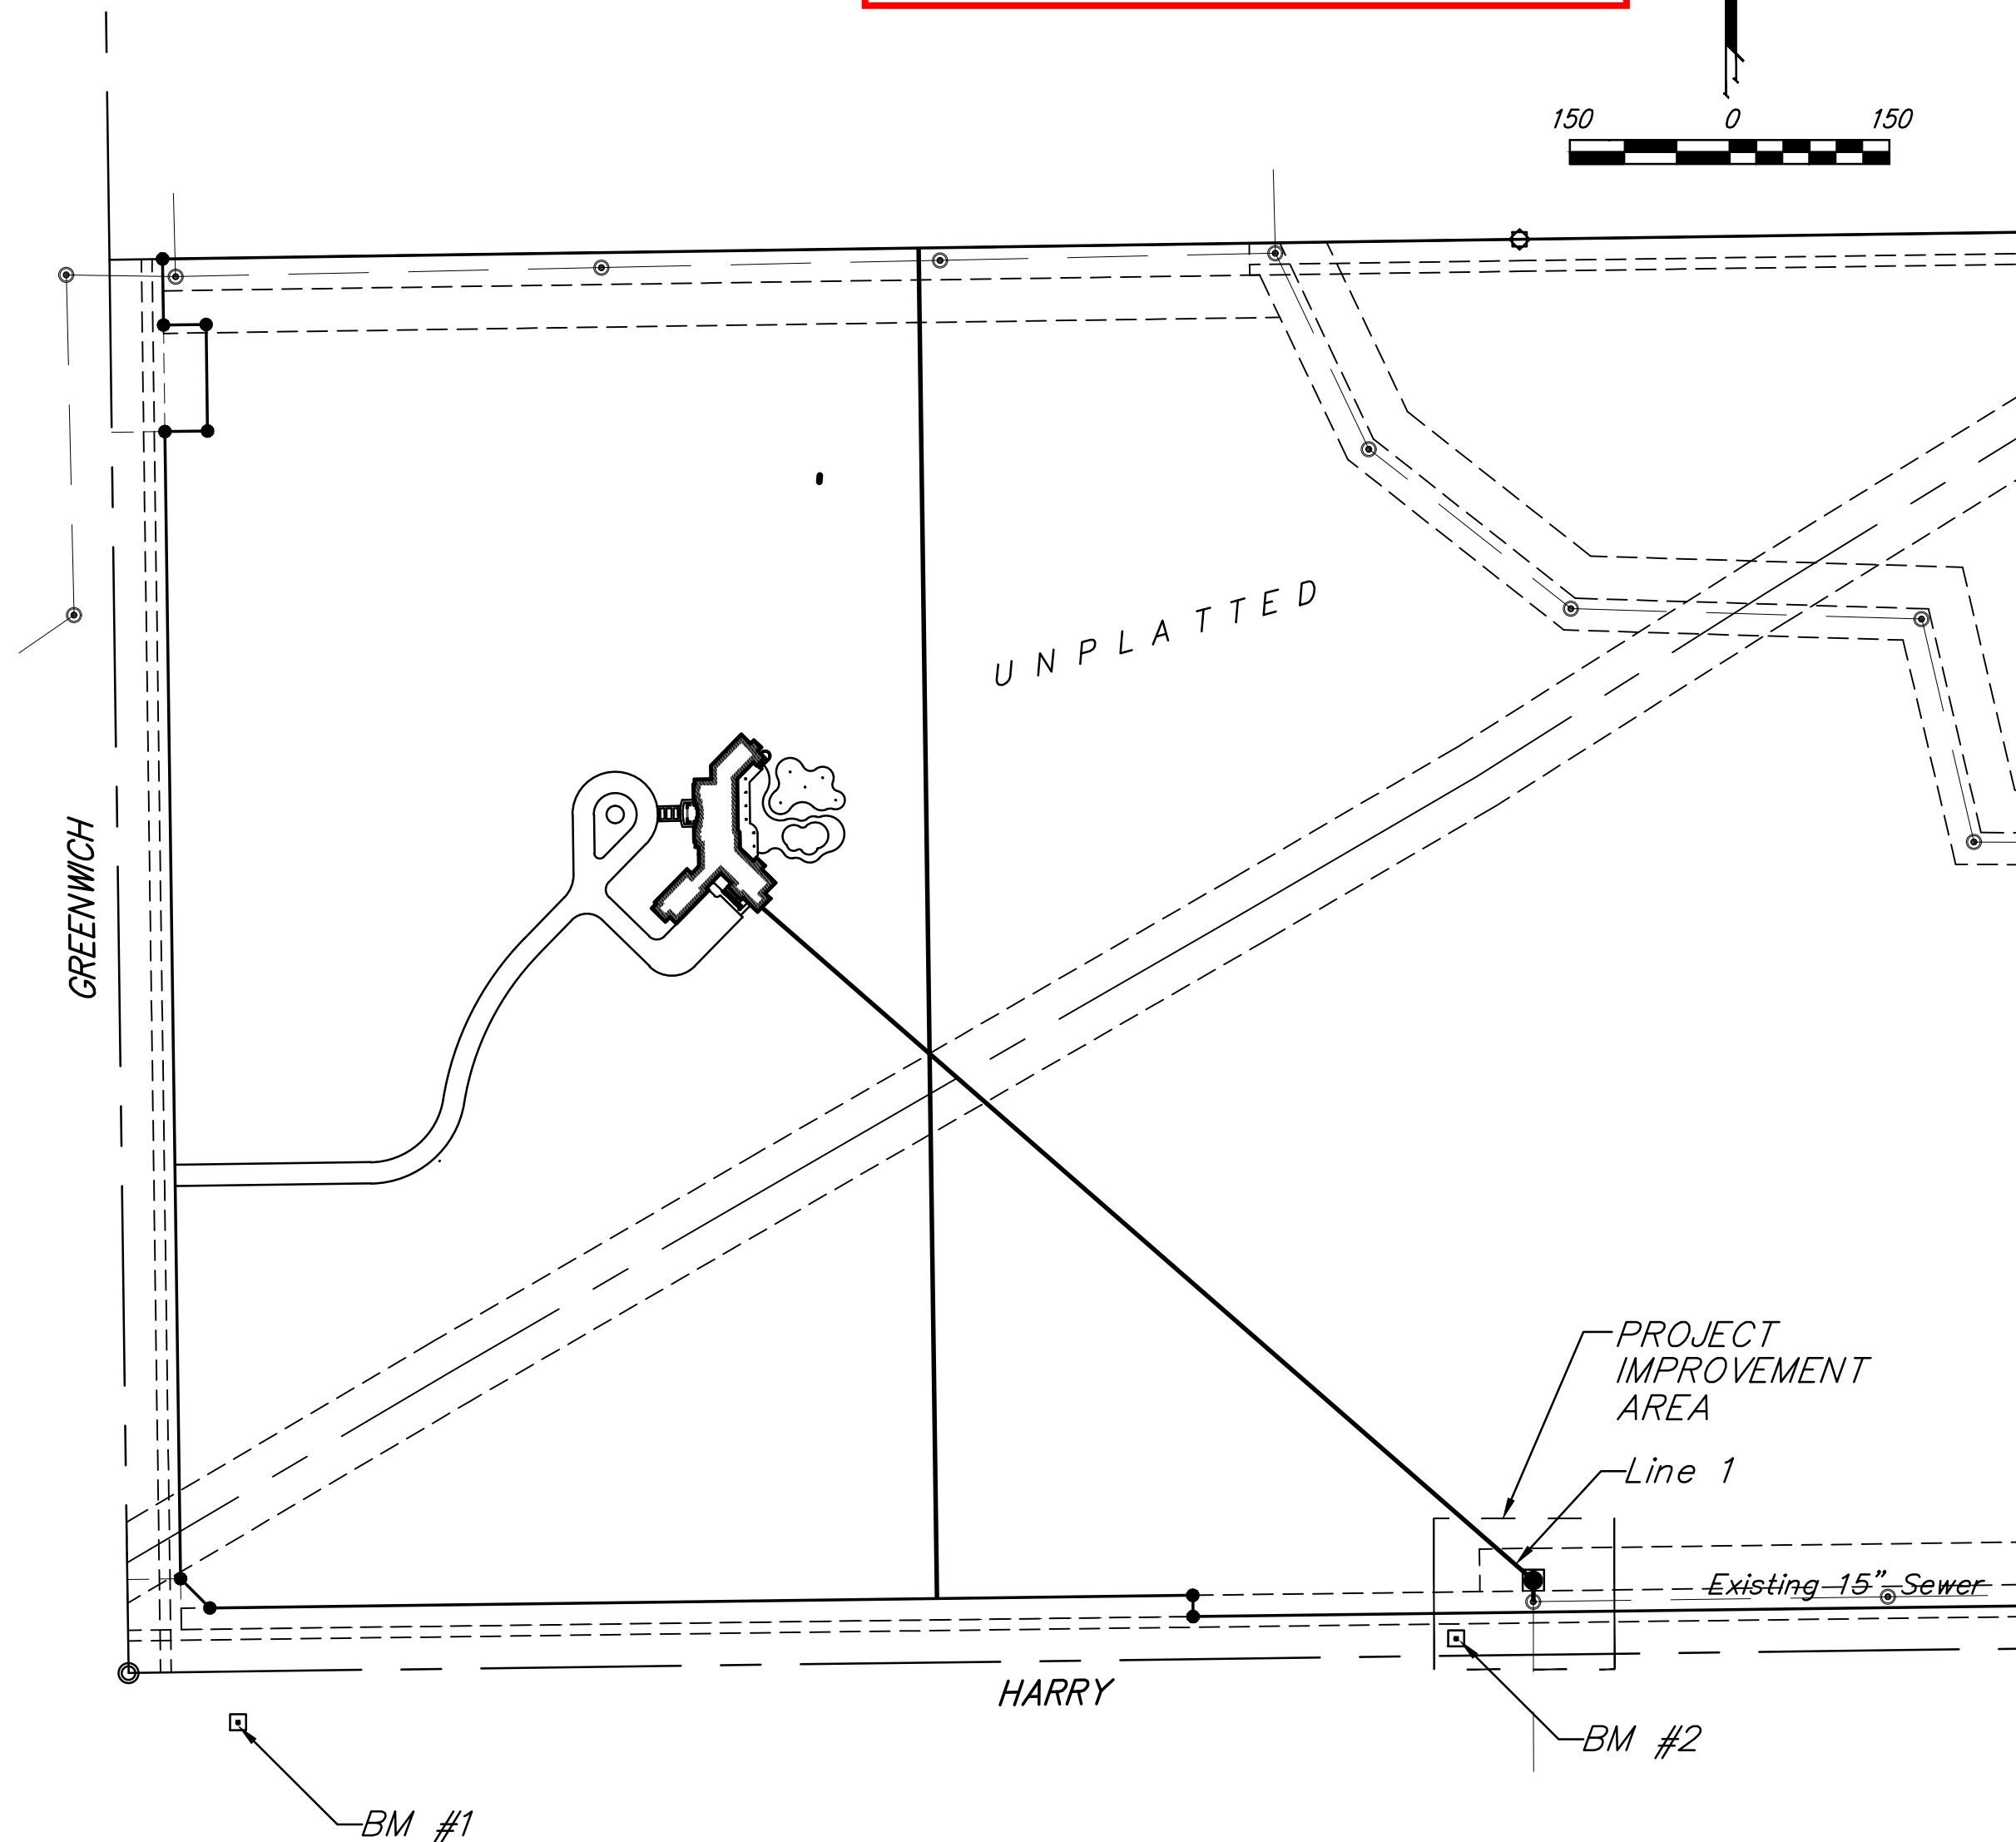 150 0 150
UNPLATTED
GREENWICH
PROJECT
IMPROVEMENT
AREA
Line 1
Existing 15" Sewer
HARRY
BM #2
BM #1